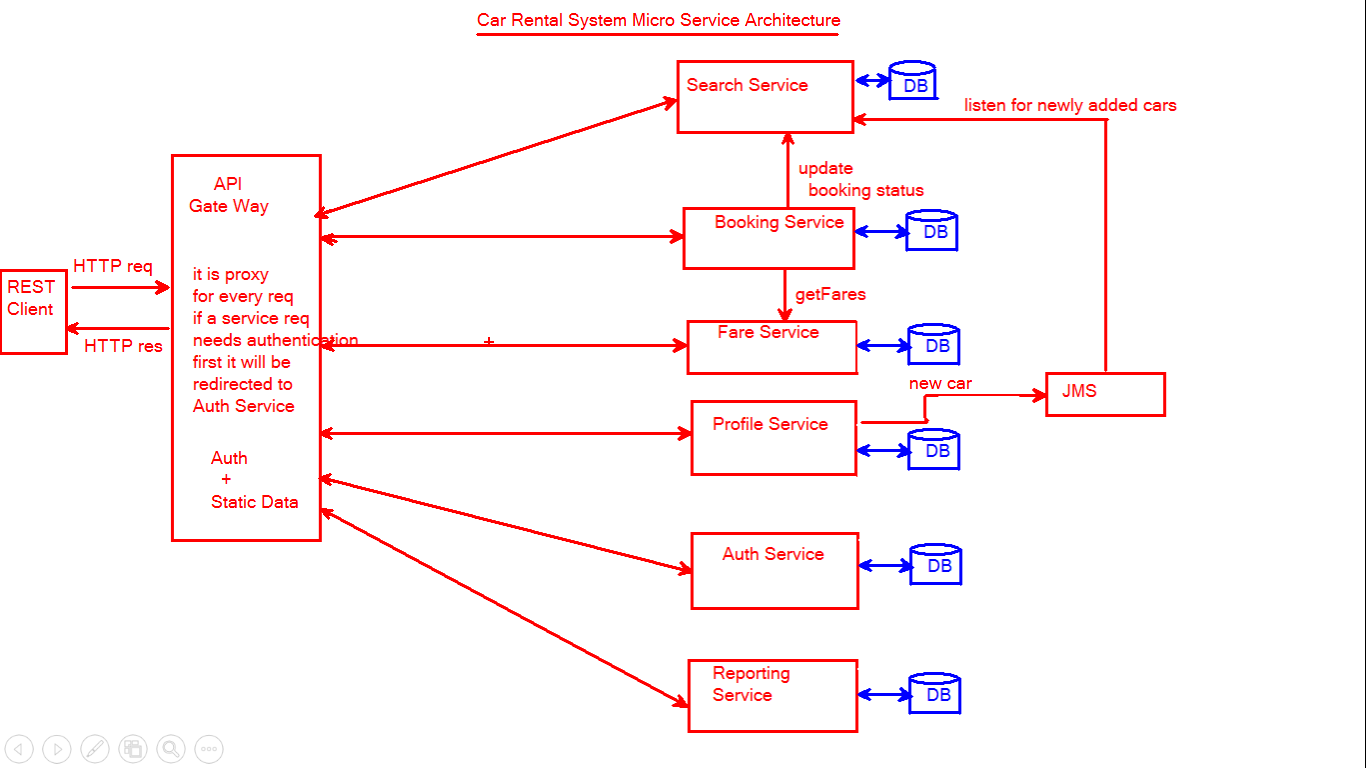 Car Rental System Micro Service Architecture
Search Service
DB
listen for newly added cars
update
booking status
API
Gate Way
Booking Service
DB
HTTP req
REST
Client
HTTP res
it is proxy
for every req
if a service req
needs authentication
first it will be
redirected to
Auth Service
getFares
Fare Service
DB
new car
JMS
Profile Service
DB
Auth
+
Static Data
Auth Service
DB
Reporting
Service
DB